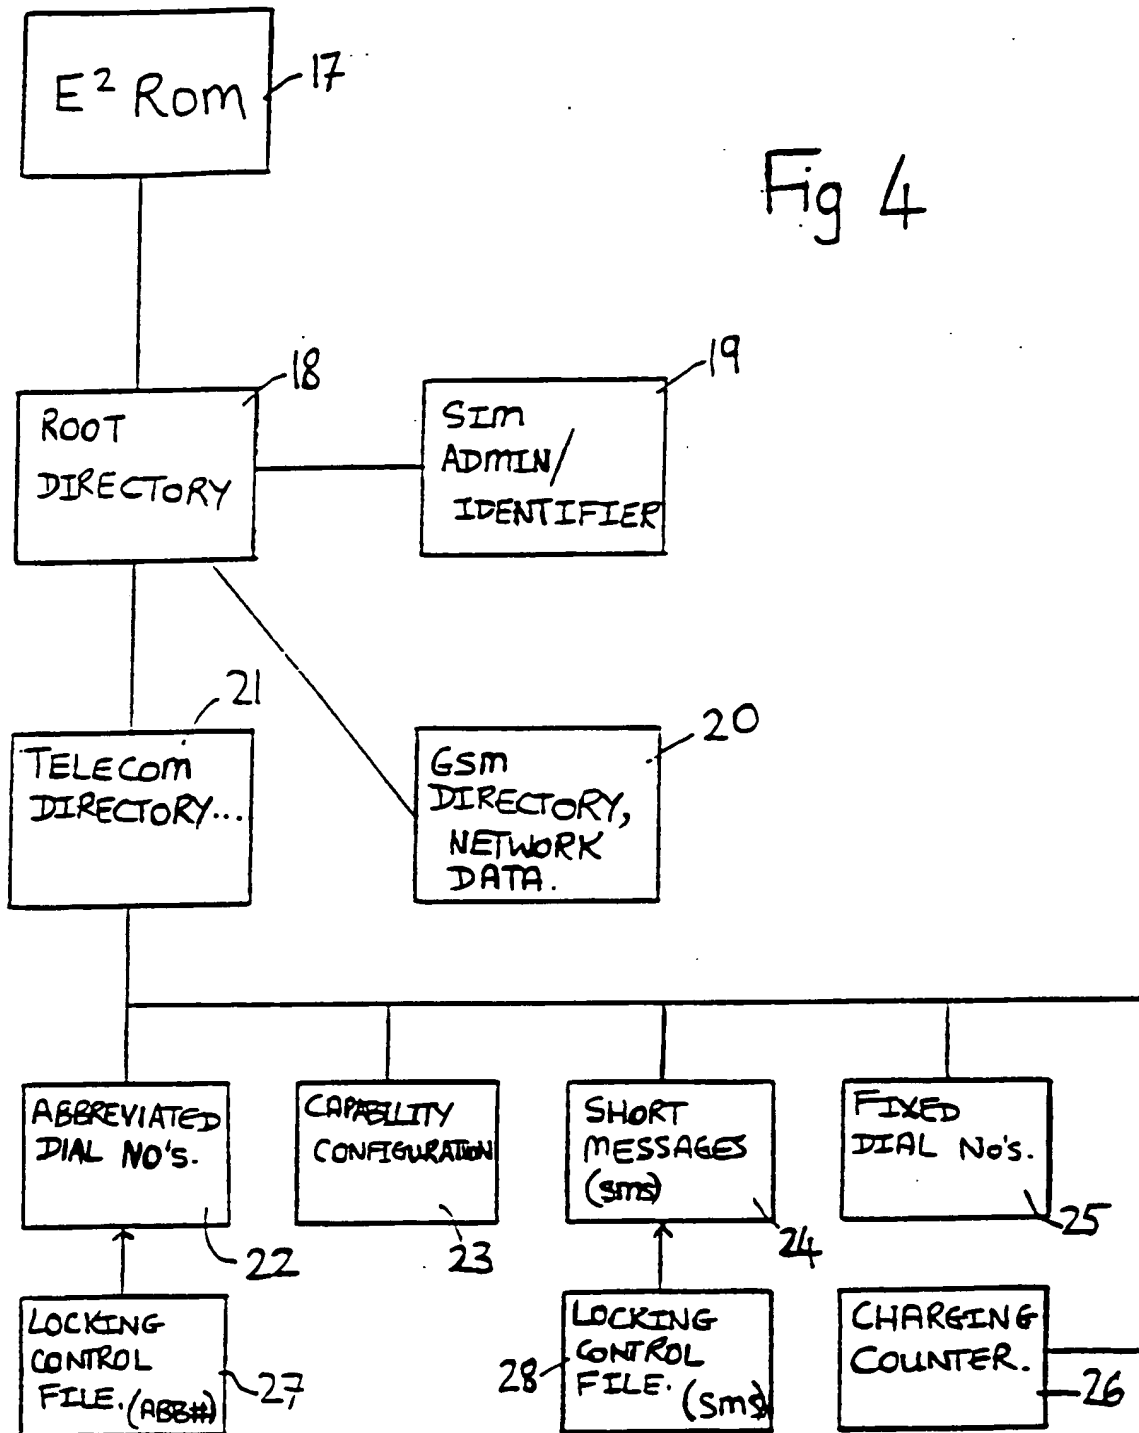 E² Rom
17
Fig 4
18
ROOT
DIRECTORY
19
SIM
ADMIN/
IDENTIFIER
21
TELECOM
DIRECTORY...
20
GSM
DIRECTORY,
NETWORK
DATA.
ABBREVIATED
DIAL NO's.
22
CAPABILITY
CONFIGURATION
23
SHORT
MESSAGES
(sms)
24
FIXED
DIAL No's.
25
LOCKING
CONTROL
FILE. (ABB#)
27
LOCKING
CONTROL
FILE. (sms)
28
CHARGING
COUNTER.
26